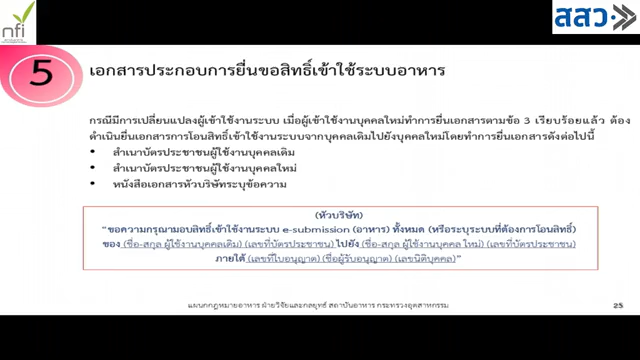 nfi
สสว
5
เอกสารประกอบการยื่นขอสิทธิ์เข้าใช้ระบบอาหาร
กรณีมีการเปลี่ยนแปลงผู้เข้าใช้งานระบบ เมื่อผู้เข้าใช้งานบุคคลใหม่ทำการยื่นเอกสารตามข้อ 3 เรียบร้อยแล้ว ต้อง
ดำเนินยื่นเอกสารการโอนสิทธิ์เข้าใช้งานระบบจากบุคคลเดิมไปยังบุคคลใหม่โดยทำการยื่นเอกสารดังต่อไปนี้
• สำเนาบัตรประชาชนผู้ใช้งานบุคคลเดิม
• สำเนาบัตรประชาชนผู้ใช้งานบุคคลใหม่
• หนังสือเอกสารหัวบริษัทระบุข้อความ
(หัวบริษัท)
"ขอความกรุณามอบสิทธิ์เข้าใช้งานระบบ e-submission (อาหาร) ทั้งหมด (หรือระบุระบบที่ต้องการโอนสิทธิ์)
ของ (ชื่อ-สกุล ผู้ใช้งานบุคคลเดิม) (เลขที่บัตรประชาชน) ไปยัง (ชื่อ-สกุล ผู้ใช้งานบุคคล ใหม่) (เลขที่บัตรประชาชน)
ภายใต้ (เลขที่ใบอนุญาต) (ชื่อผู้รับอนุญาต) (เลขนิติบุคคล)"
แผนกกฎหมายอาหาร ฝ่ายวิจัยและกลยุทธ์ สถาบันอาหาร กระทรวงอุตสาหกรรม
25